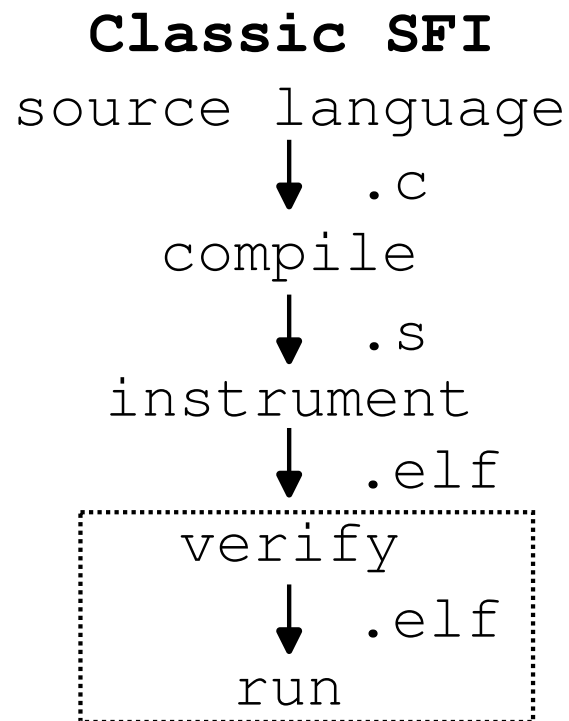 Classic SFI
source language
.c
compile
.s
instrument
.elf
verify
.elf
run